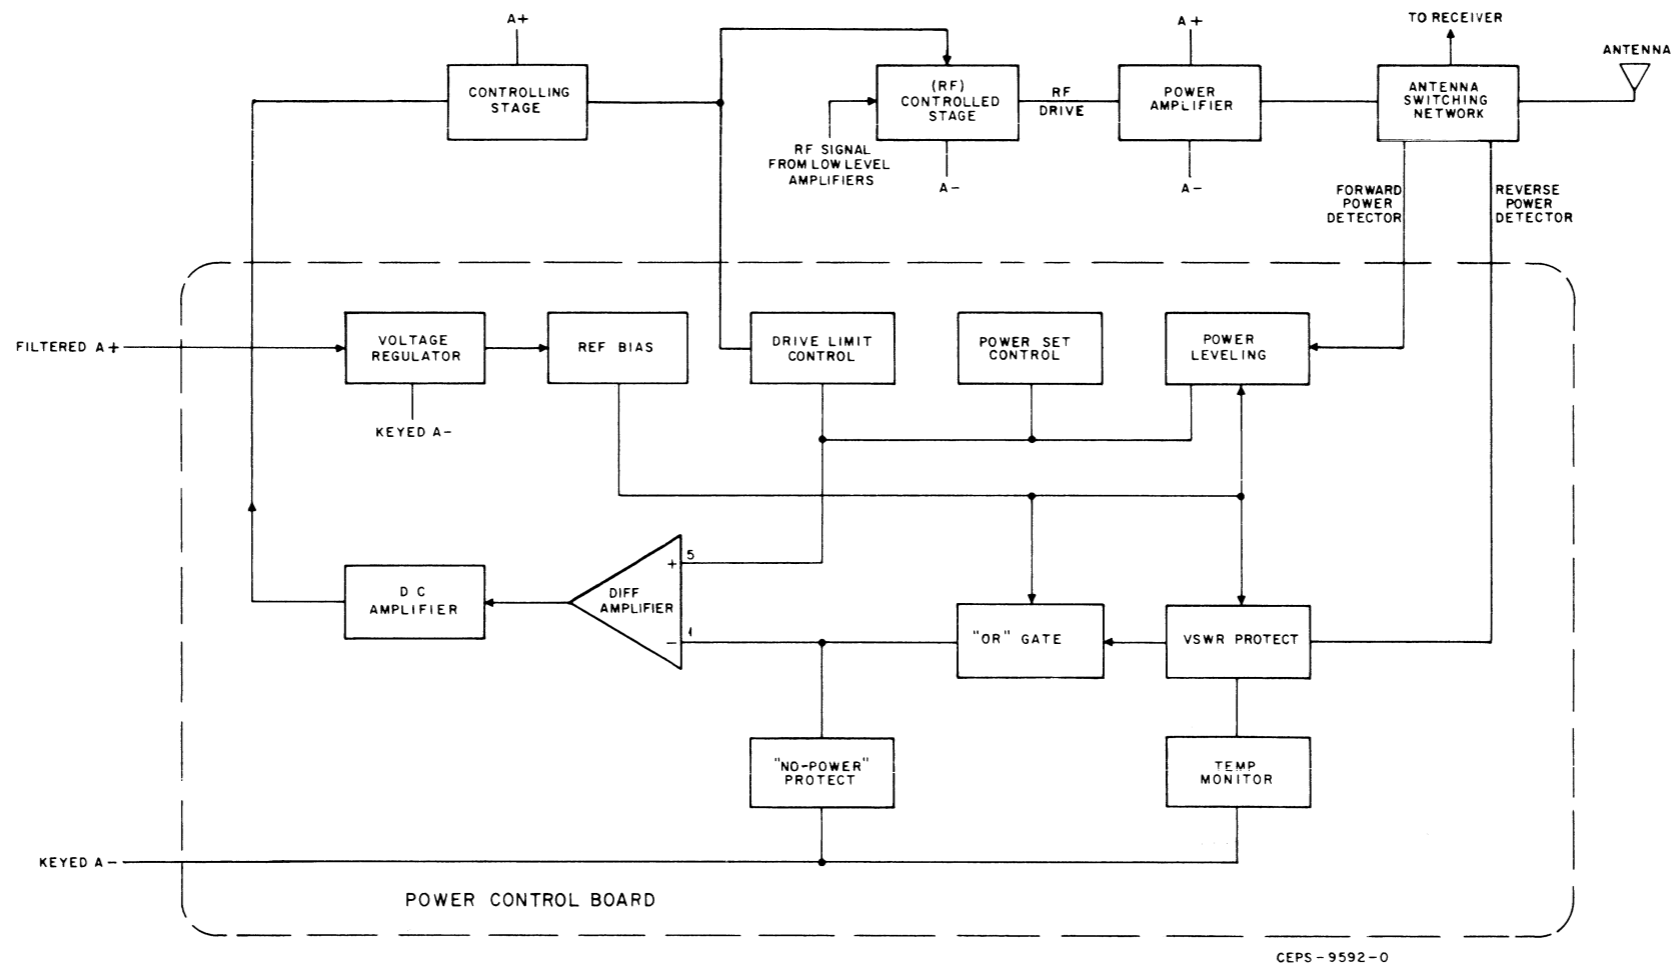 A+
A+
TO RECEIVER
ANTENNA
CONTROLLING
STAGE
(RF)
CONTROLLED
STAGE
RF
DRIVE
POWER
AMPLIFIER
ANTENNA
SWITCHING
NETWORK
RF SIGNAL
FROM LOW LEVEL
AMPLIFIERS
A-
A-
FORWARD
POWER
DETECTOR
REVERSE
POWER
DETECTOR
FILTERED A+
VOLTAGE
REGULATOR
REF BIAS
DRIVE LIMIT
CONTROL
POWER SET
CONTROL
POWER
LEVELING
KEYED A-
DC
AMPLIFIER
DIFF
AMPLIFIER
+
5
-
1
"OR" GATE
VSWR PROTECT
"NO-POWER"
PROTECT
TEMP
MONITOR
KEYED A-
POWER CONTROL BOARD
CEPS-9592-0